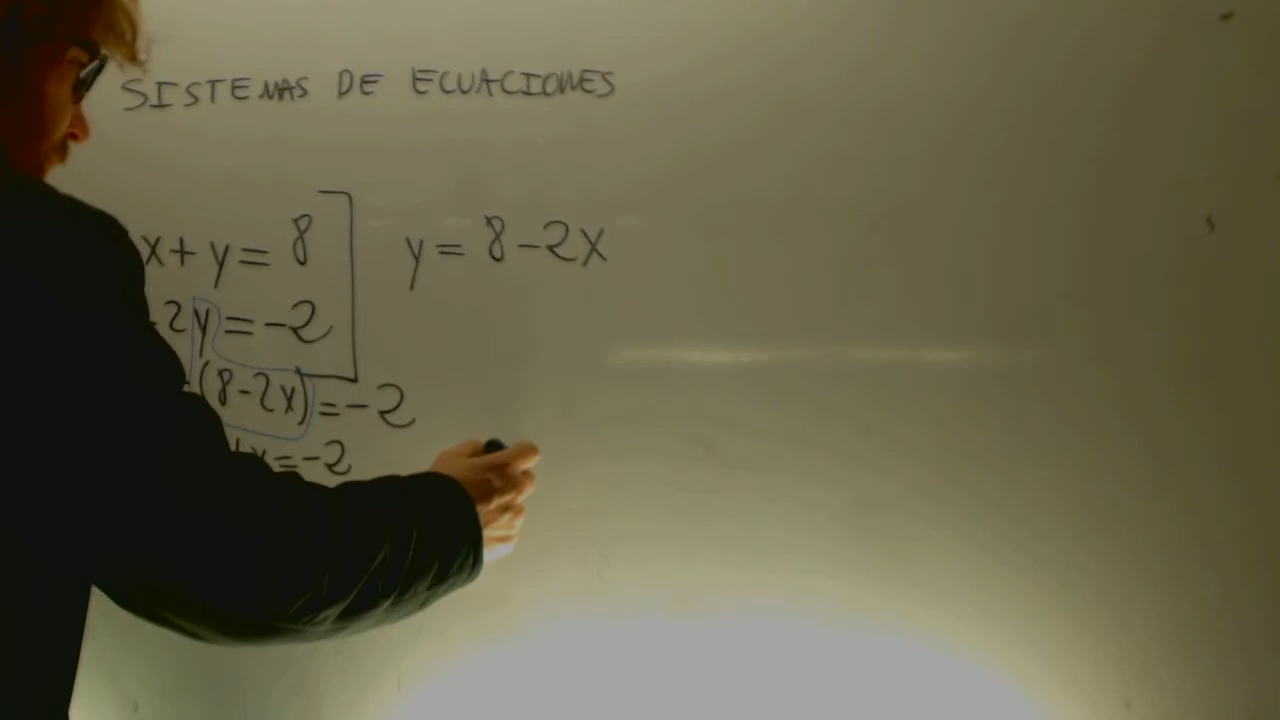 SISTEMAS DE ECUACIONES
x + y = 8
y = 8 - 2x
2y = -2
(8 - 2x) = -2
x = -2